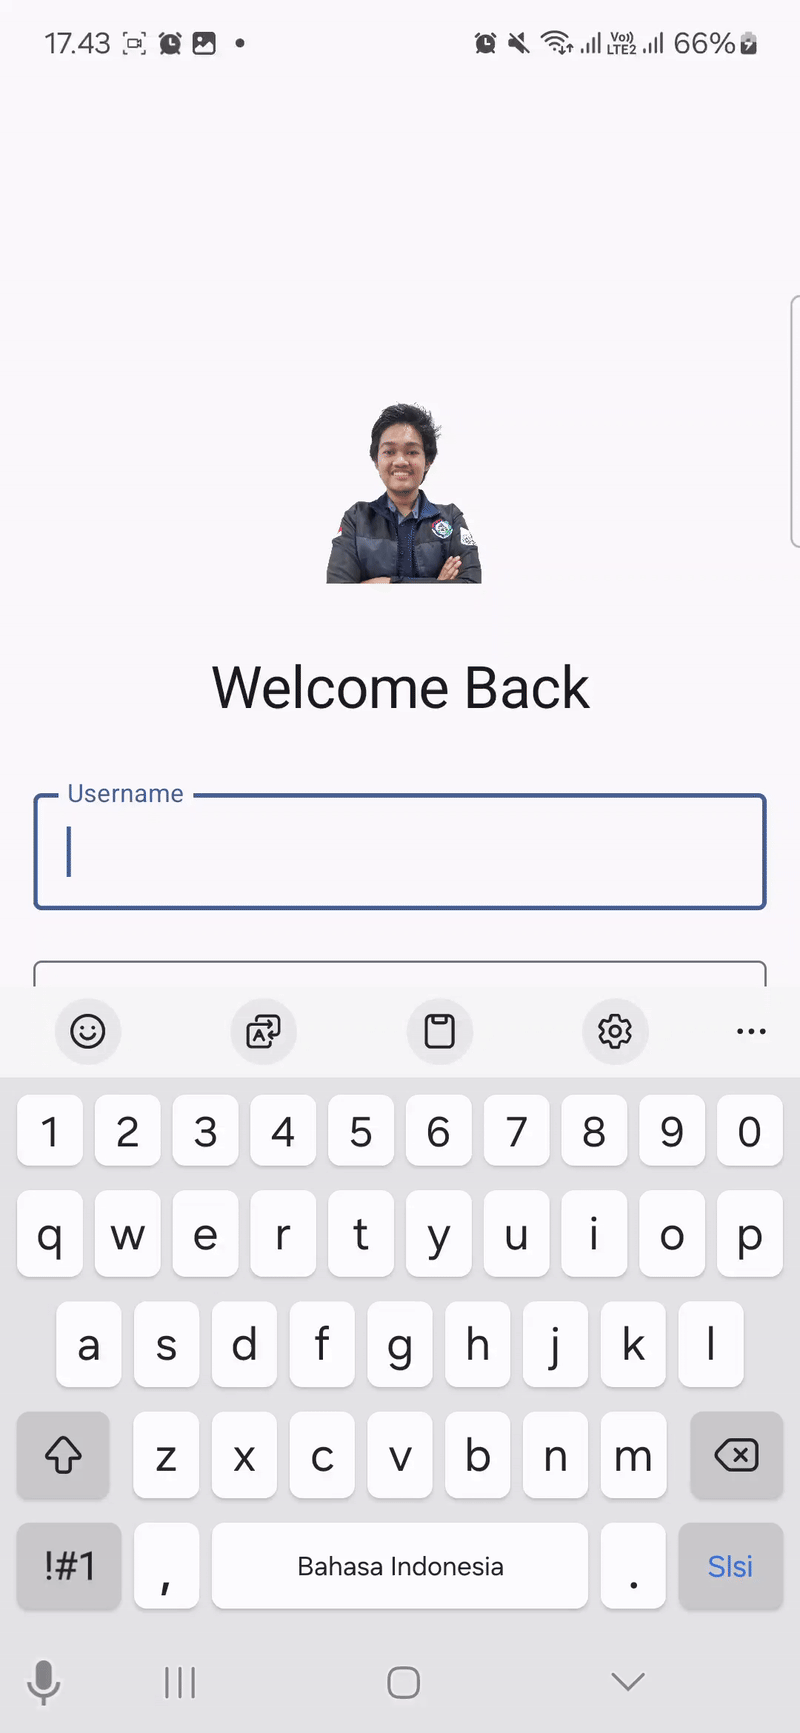 17.43
Vo))
LTE2
66%
Welcome Back
Username
1 2 3 4 5 6 7 8 9 0
q w e r t y u i o p
a s d f g h j k l
z x c v b n m
!#1 , Bahasa Indonesia . Slsi